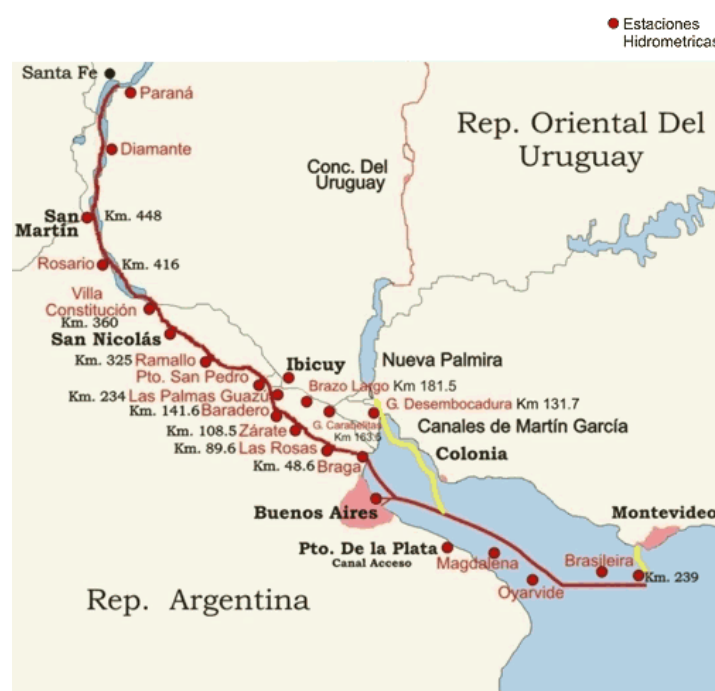 Estaciones
Hidrometricas
Santa Fe
Paraná
Rep. Oriental Del
Uruguay
Diamante
Conc. Del
Uruguay
San
Martín
Km. 448
Rosario
Km. 416
Villa
Constitución
Km. 360
San Nicolás
Km. 325 Ramallo
Ibicuy
Nueva Palmira
Pto. San Pedro
Brazo Largo Km 181.5
Km. 234 Las Palmas Guazú
G. Desembocadura Km 131.7
Km. 141.6 Baradero
G. Carabelitas
Km 163.5
Canales de Martín García
Km. 108.5 Zárate
Km. 89.6 Las Rosas
Colonia
Km. 48.6 Braga
Buenos Aires
Montevideo
Pto. De la Plata
Canal Acceso
Magdalena
Brasileira
Km. 239
Oyarvide
Rep. Argentina